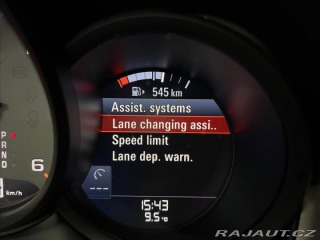 545 km
Assist. systems
Lane changing assi..
Speed limit
Lane dep. warn.
P
R
N
D
6
km/h
---
15:43
9.5°C
RAJAUT.CZ